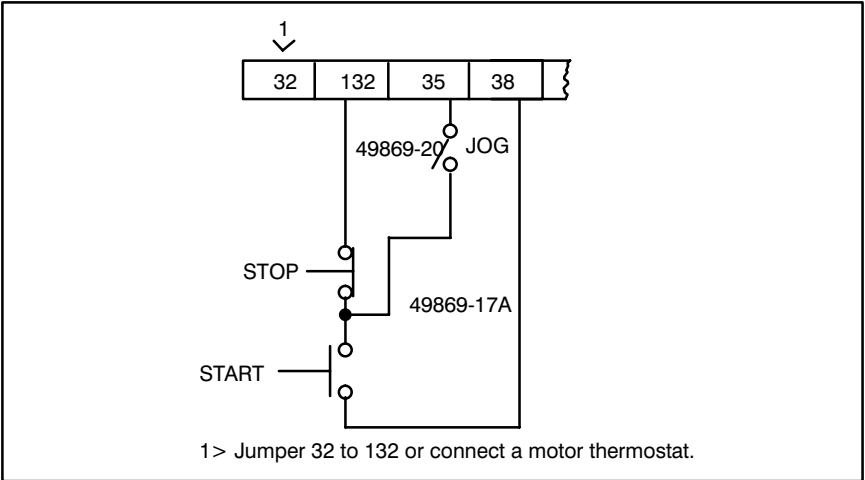 1
32 132 35 38
49869-20 JOG
STOP
49869-17A
START
1> Jumper 32 to 132 or connect a motor thermostat.